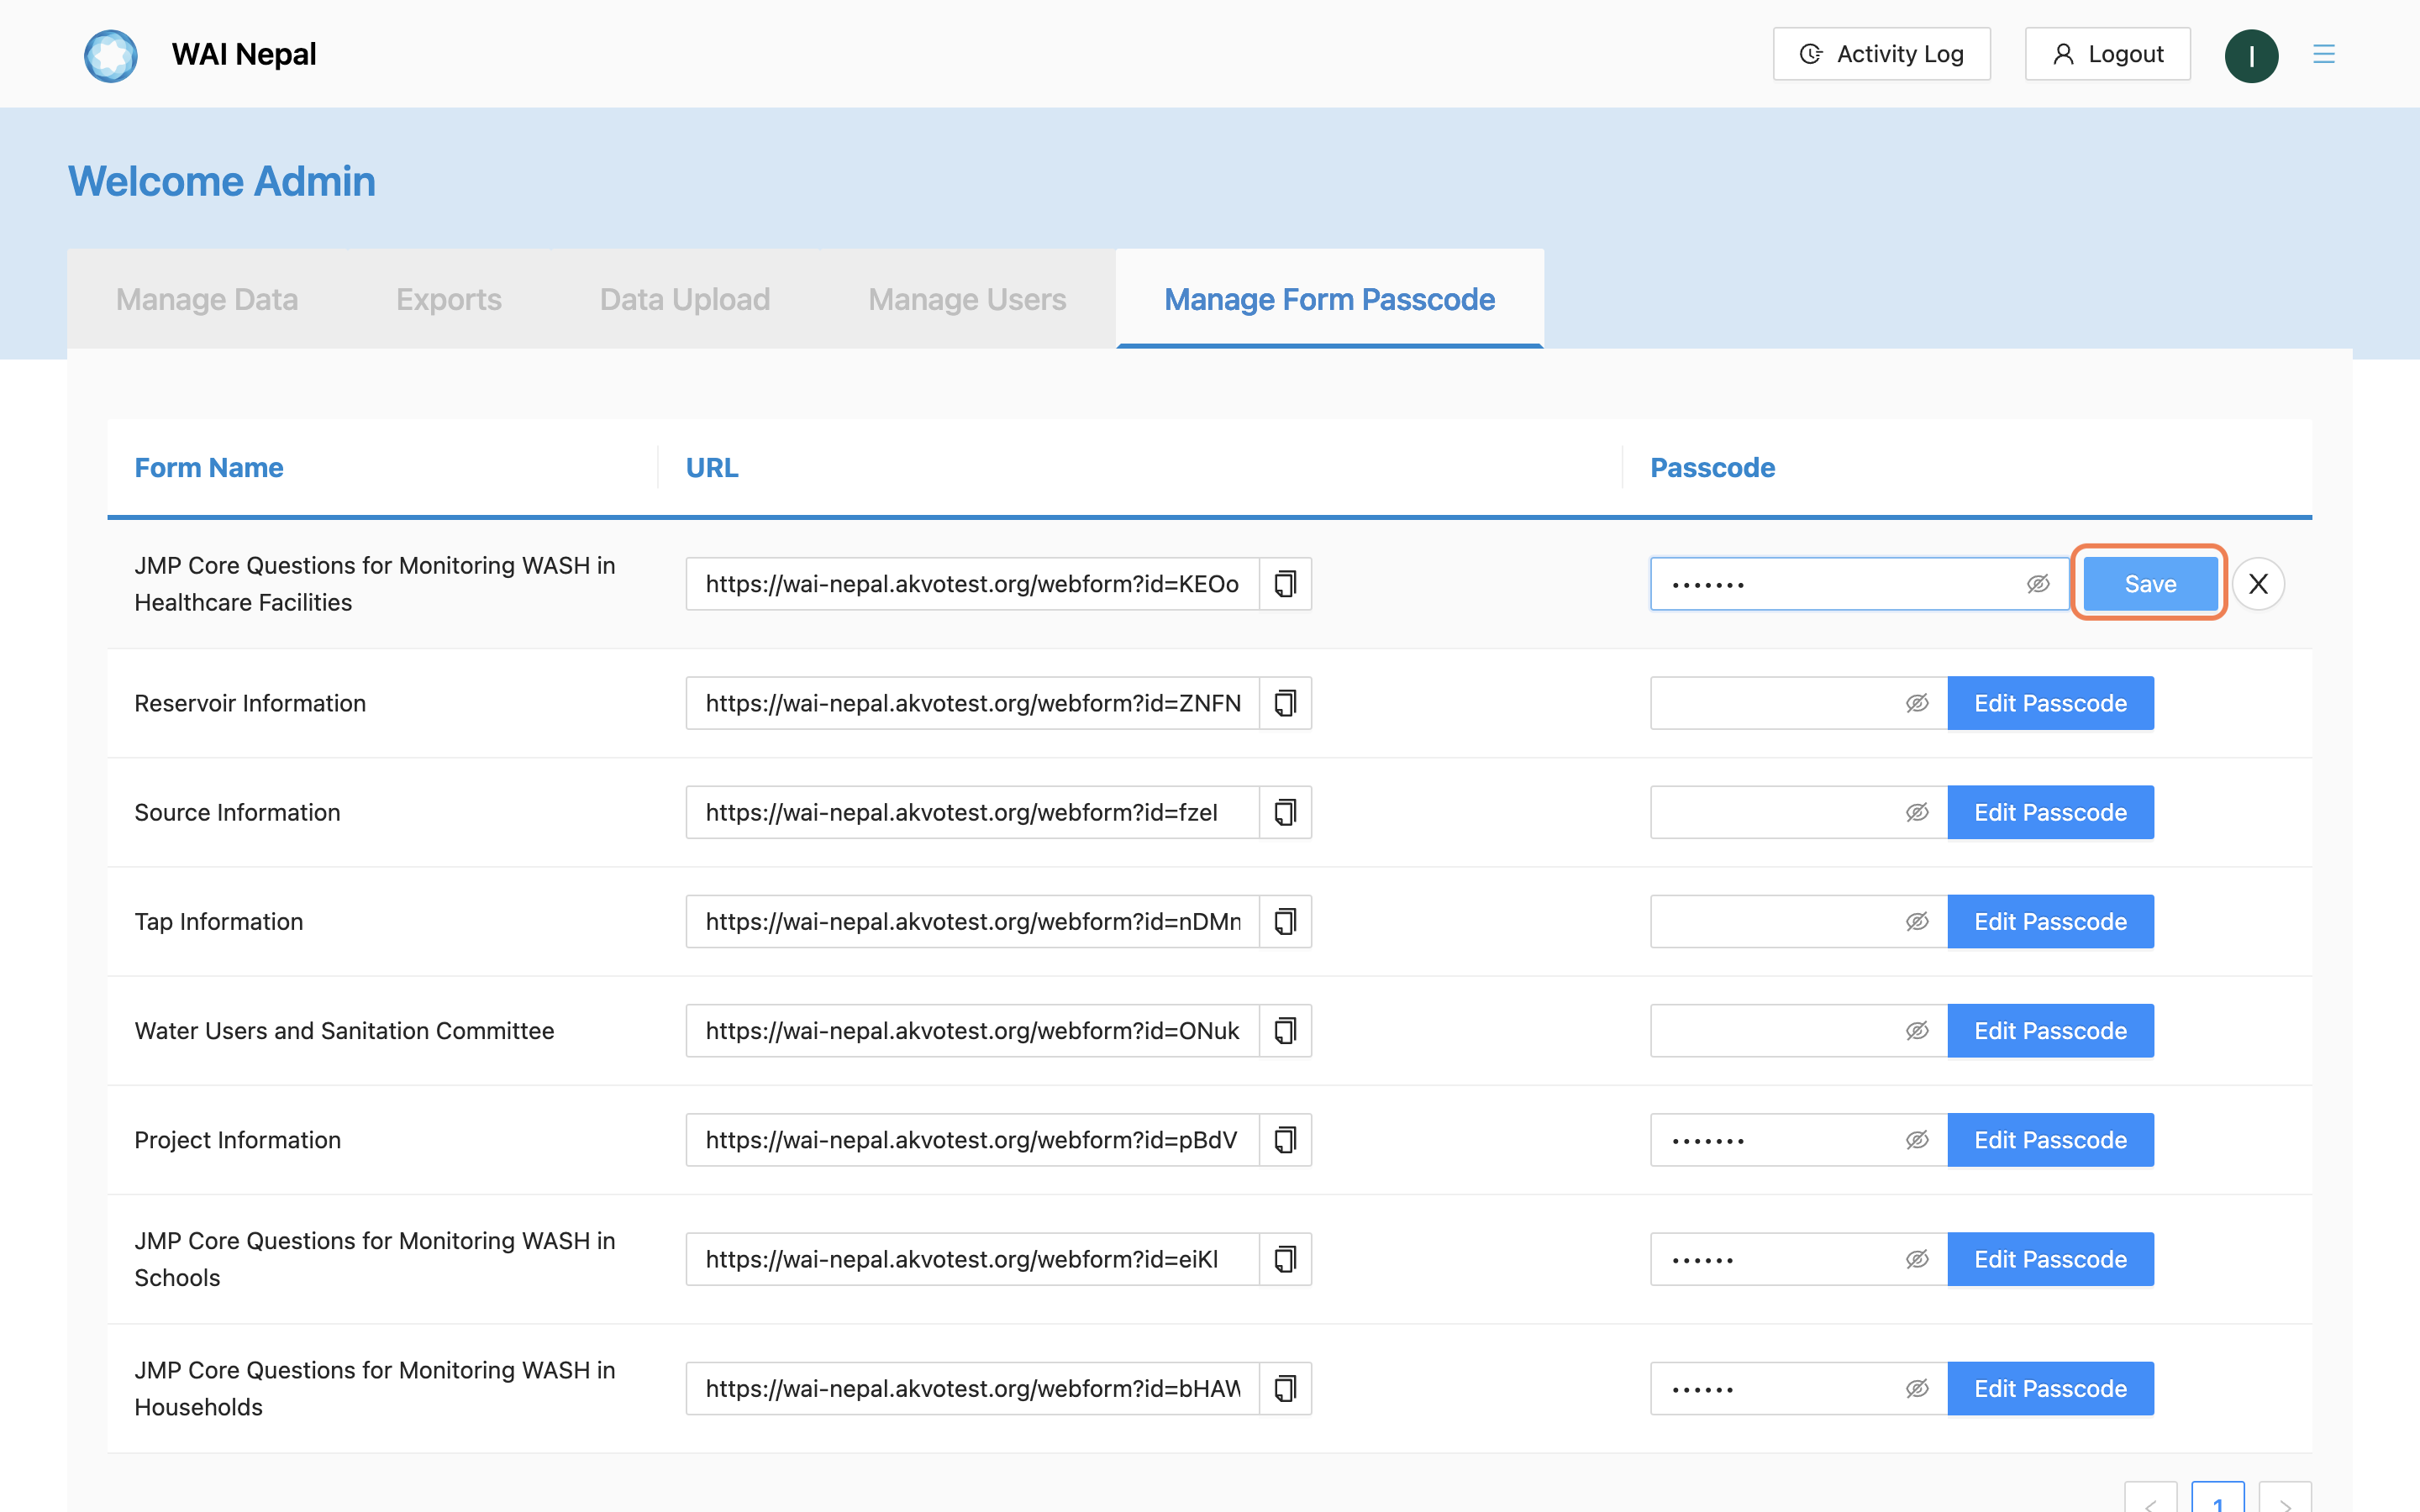 WAI Nepal
Activity Log
Logout
I
Welcome Admin
Manage Data
Exports
Data Upload
Manage Users
Manage Form Passcode
Form Name
URL
Passcode
JMP Core Questions for Monitoring WASH in
Healthcare Facilities
https://wai-nepal.akvotest.org/webform?id=KEOo
•••••••
Save
X
Reservoir Information
https://wai-nepal.akvotest.org/webform?id=ZNFN
Edit Passcode
Source Information
https://wai-nepal.akvotest.org/webform?id=fzeI
Edit Passcode
Tap Information
https://wai-nepal.akvotest.org/webform?id=nDMn
Edit Passcode
Water Users and Sanitation Committee
https://wai-nepal.akvotest.org/webform?id=ONuk
Edit Passcode
Project Information
https://wai-nepal.akvotest.org/webform?id=pBdV
•••••••
Edit Passcode
JMP Core Questions for Monitoring WASH in
Schools
https://wai-nepal.akvotest.org/webform?id=eiKl
••••••
Edit Passcode
JMP Core Questions for Monitoring WASH in
Households
https://wai-nepal.akvotest.org/webform?id=bHAW
••••••
Edit Passcode
< 1 >